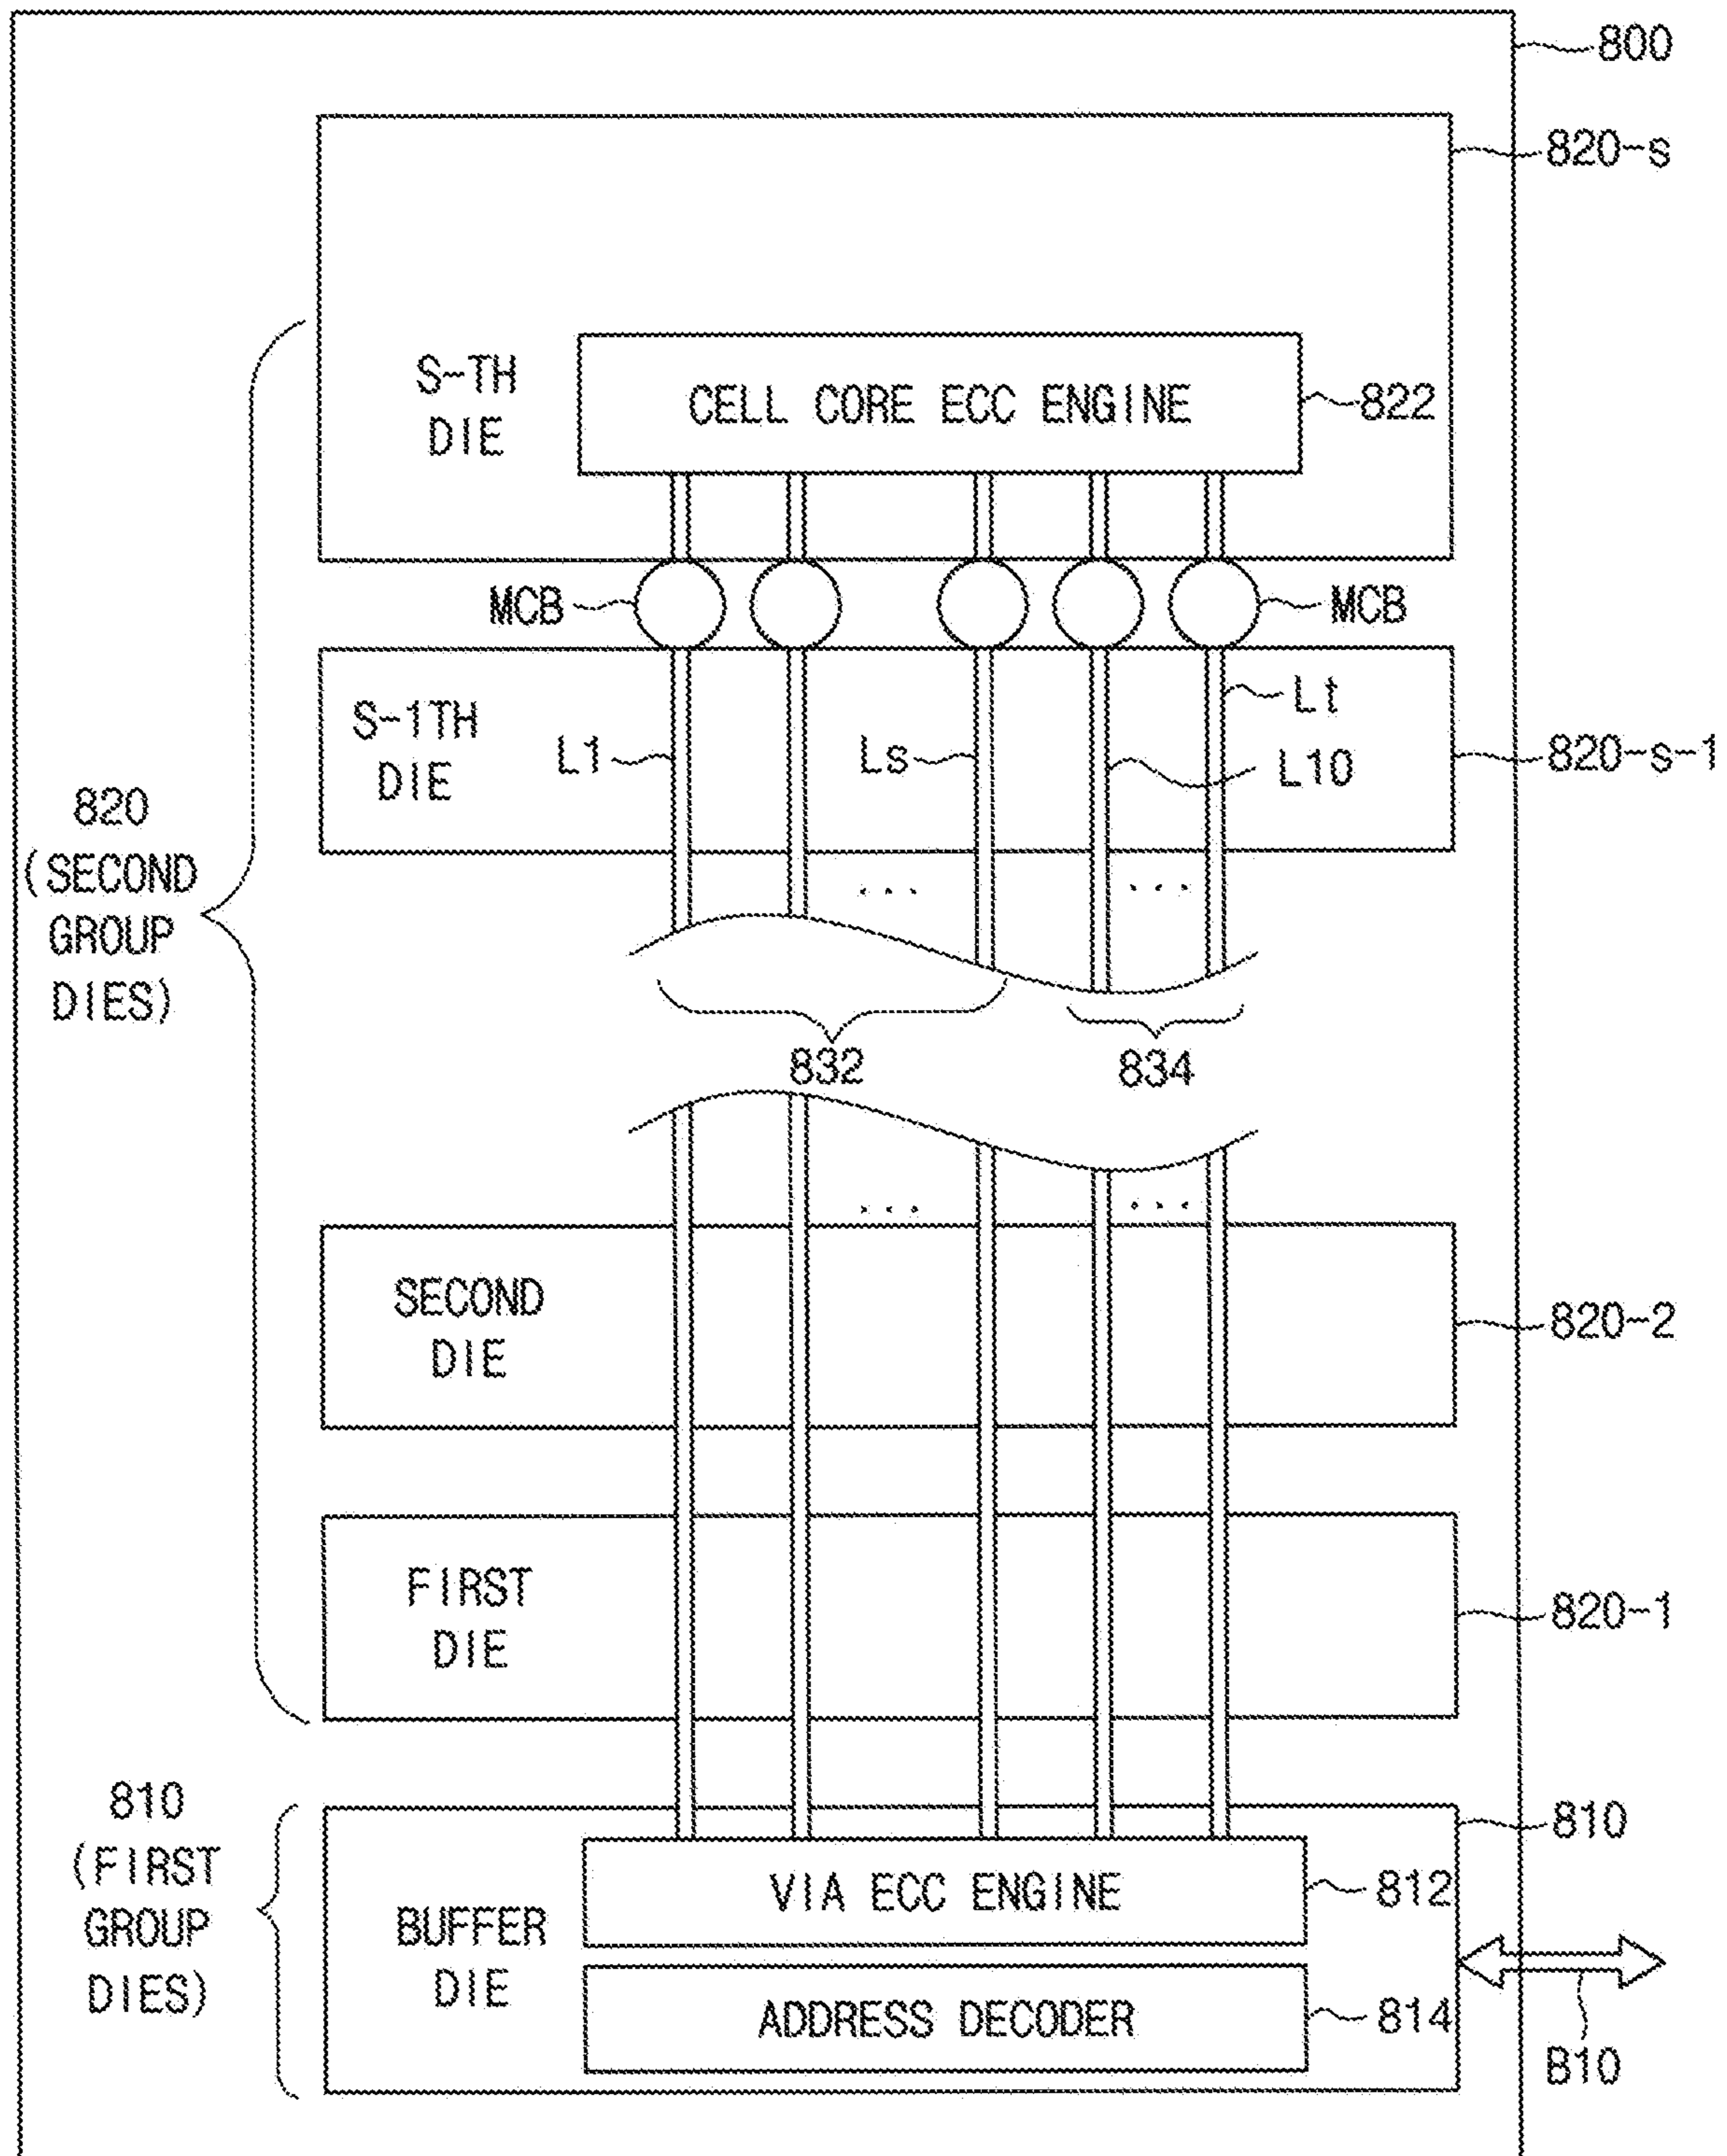 800
820-s
S-TH
DIE
CELL CORE ECC ENGINE
822
MCB
MCB
S-1TH
DIE
L1
Ls
Lt
L10
820-s-1
820
(SECOND
GROUP
DIES)
...
...
832
834
...
...
SECOND
DIE
820-2
FIRST
DIE
820-1
810
(FIRST
GROUP
DIES)
BUFFER
DIE
VIA ECC ENGINE
812
ADDRESS DECODER
814
810
B10